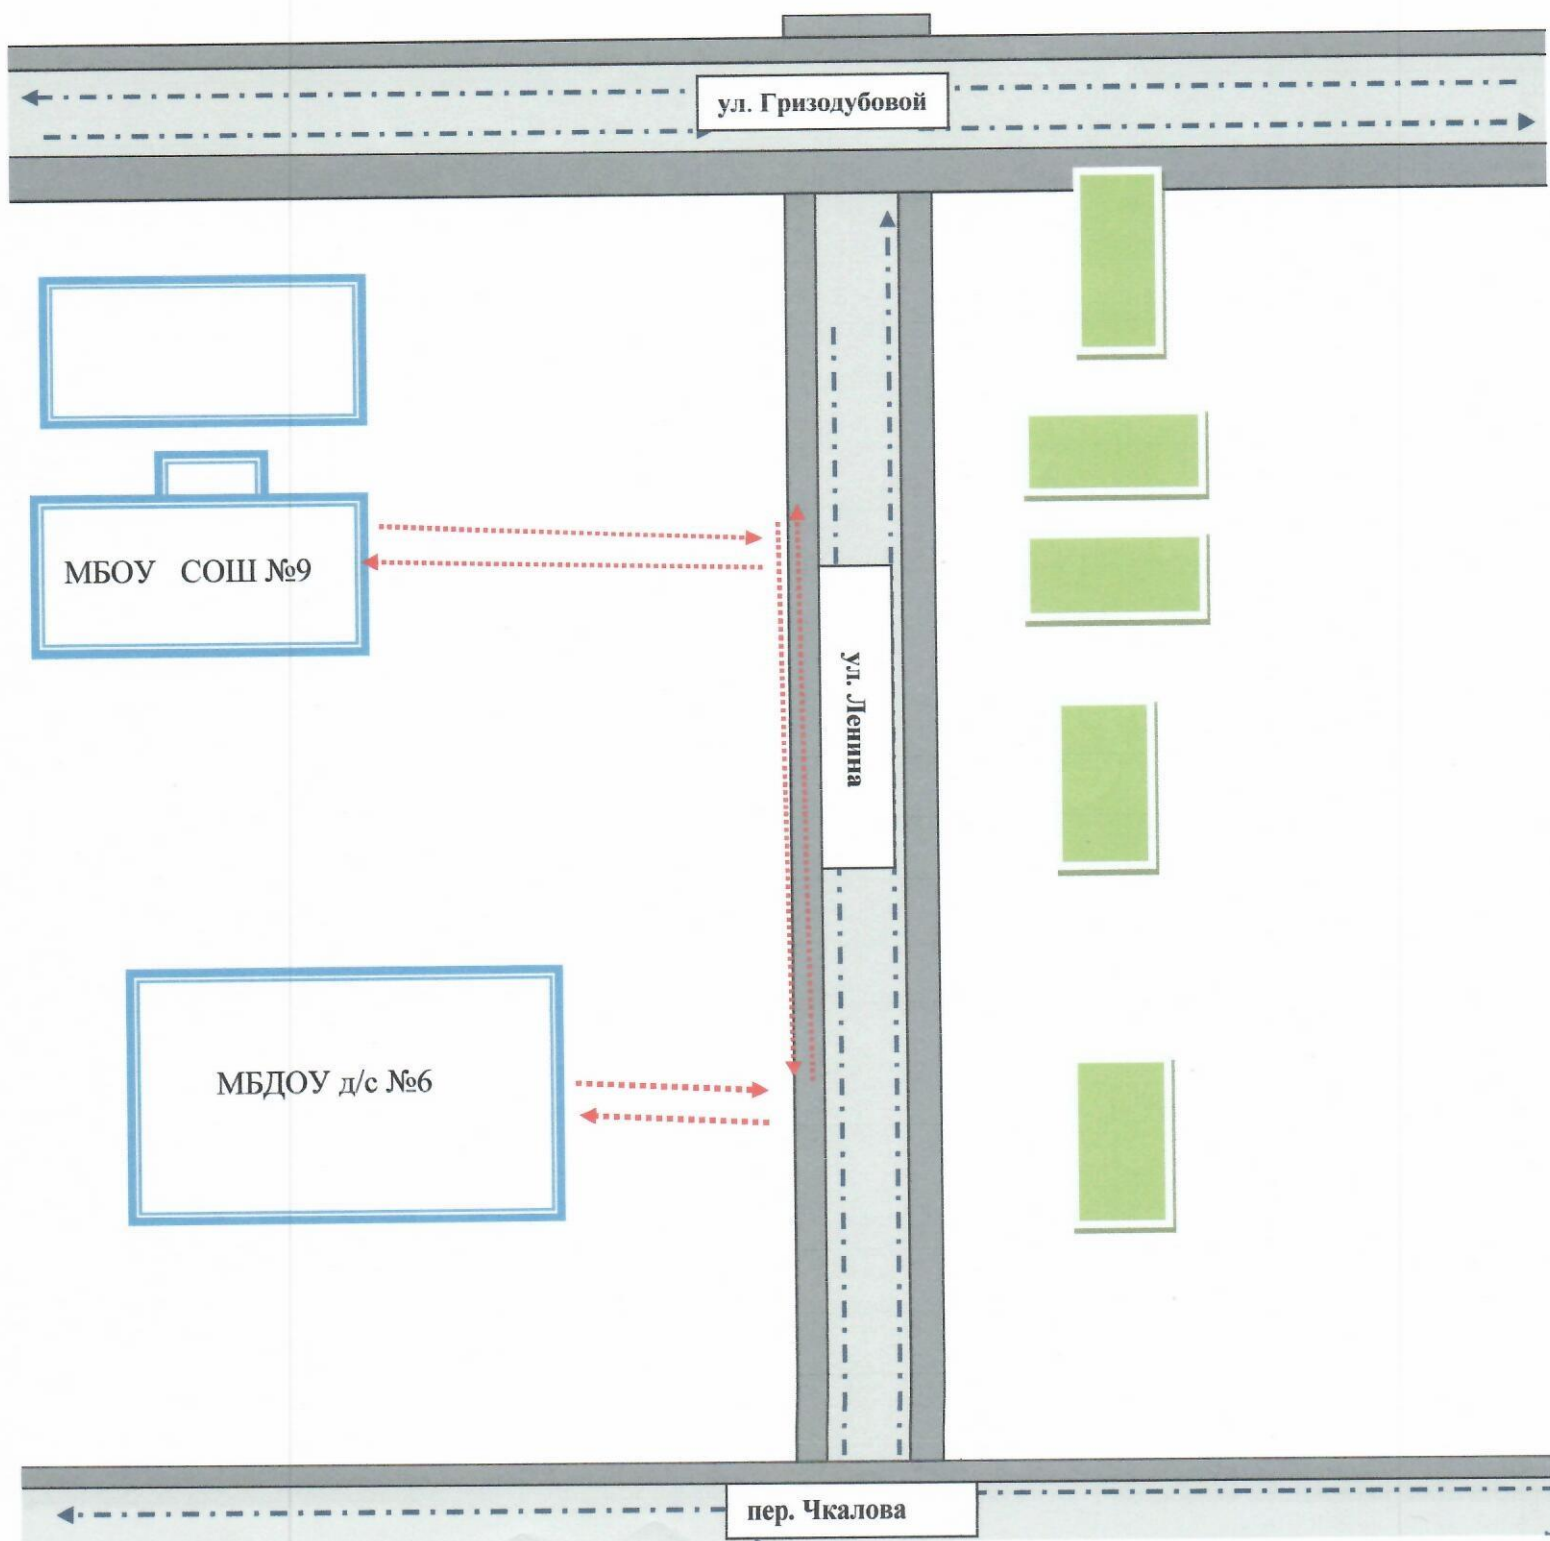 ул. Гризодубовой
МБОУ СОШ №9
ул. Ленина
МБДОУ д/с №6
пер. Чкалова